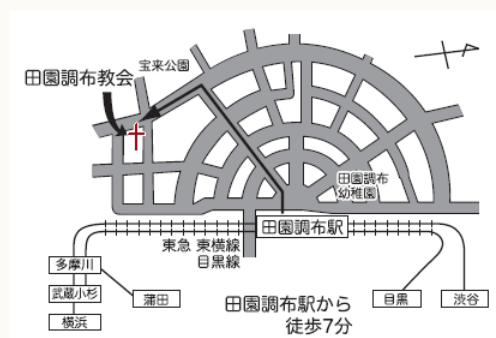 宝来公園
田園調布教会
田園調布
幼稚園
田園調布駅
東急 東横線
目黒線
多摩川
武蔵小杉
横浜
蒲田
目黒
渋谷
田園調布駅から
徒歩7分